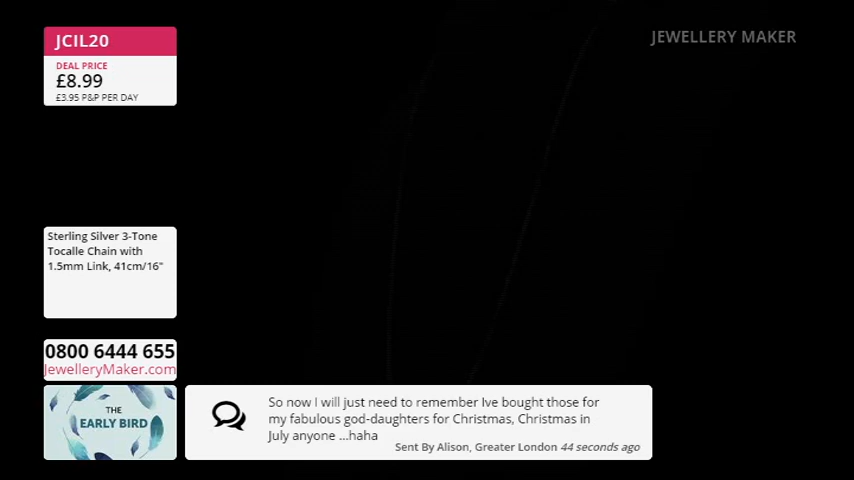 JCIL20
DEAL PRICE
£8.99
£3.95 P&P PER DAY
JEWELLERY MAKER
Sterling Silver 3-Tone
Tocalle Chain with
1.5mm Link, 41cm/16"
0800 6444 655
JewelleryMaker.com
THE
EARLY BIRD
So now I will just need to remember Ive bought those for
my fabulous god-daughters for Christmas, Christmas in
July anyone ...haha
Sent By Alison, Greater London 44 seconds ago